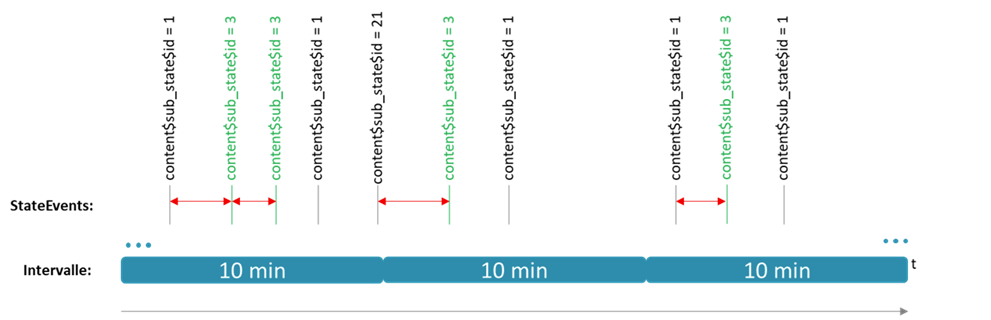 content$sub_state$id = 1
content$sub_state$id = 3
content$sub_state$id = 3
content$sub_state$id = 1
content$sub_state$id = 21
content$sub_state$id = 3
content$sub_state$id = 1
content$sub_state$id = 1
content$sub_state$id = 3
content$sub_state$id = 1
StateEvents:
Intervalle:
10 min
10 min
10 min
t